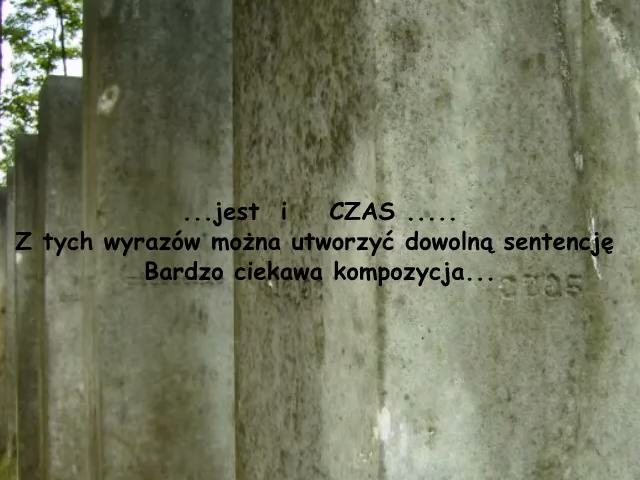 ...jest i CZAS .....
Z tych wyrazów można utworzyć dowolną sentencję
Bardzo ciekawa kompozycja...